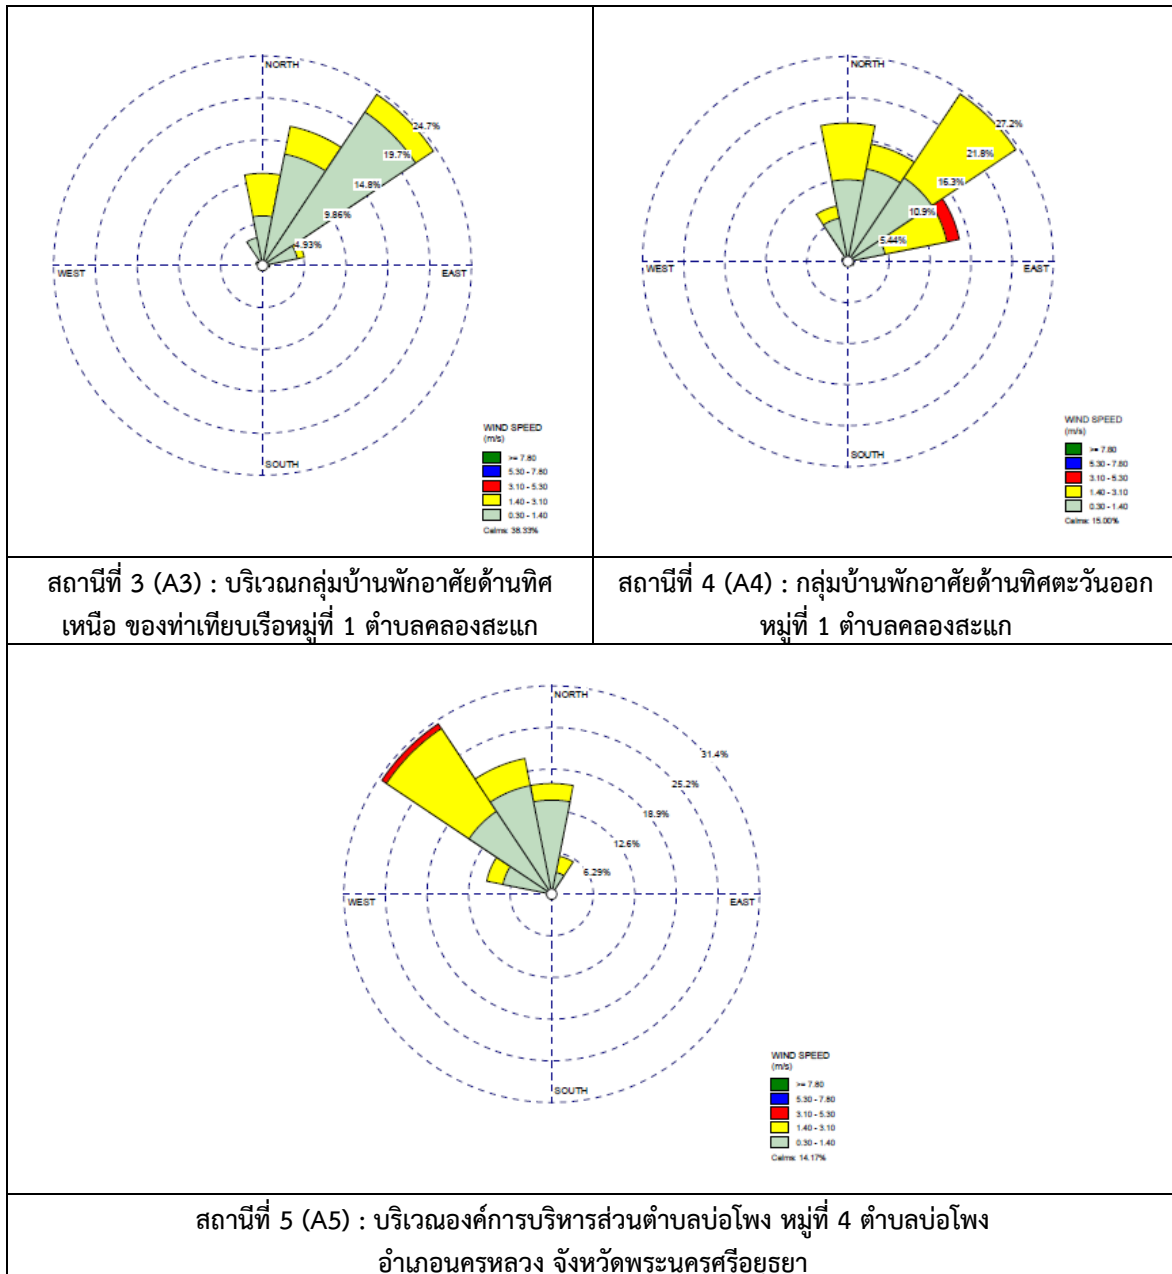 NORTH
24.7%
19.7%
14.8%
9.86%
4.93%
WEST
EAST
SOUTH
WIND SPEED
(m/s)
>= 7.80
5.30 - 7.80
3.10 - 5.30
1.40 - 3.10
0.30 - 1.40
Calms: 38.33%
NORTH
27.2%
21.8%
16.3%
10.9%
5.44%
WEST
EAST
SOUTH
WIND SPEED
(m/s)
>= 7.80
5.30 - 7.80
3.10 - 5.30
1.40 - 3.10
0.30 - 1.40
Calms: 15.00%
สถานีที่ 3 (A3) : บริเวณกลุ่มบ้านพักอาศัยด้านทิศ
เหนือ ของท่าเทียบเรือหมู่ที่ 1 ตำบลคลองสะแก
สถานีที่ 4 (A4) : กลุ่มบ้านพักอาศัยด้านทิศตะวันออก
หมู่ที่ 1 ตำบลคลองสะแก
NORTH
31.4%
25.2%
18.9%
12.6%
6.29%
WEST
EAST
SOUTH
WIND SPEED
(m/s)
>= 7.80
5.30 - 7.80
3.10 - 5.30
1.40 - 3.10
0.30 - 1.40
Calms: 14.17%
สถานีที่ 5 (A5) : บริเวณองค์การบริหารส่วนตำบลบ่อโพง หมู่ที่ 4 ตำบลบ่อโพง
อำเภอนครหลวง จังหวัดพระนครศรีอยุธยา